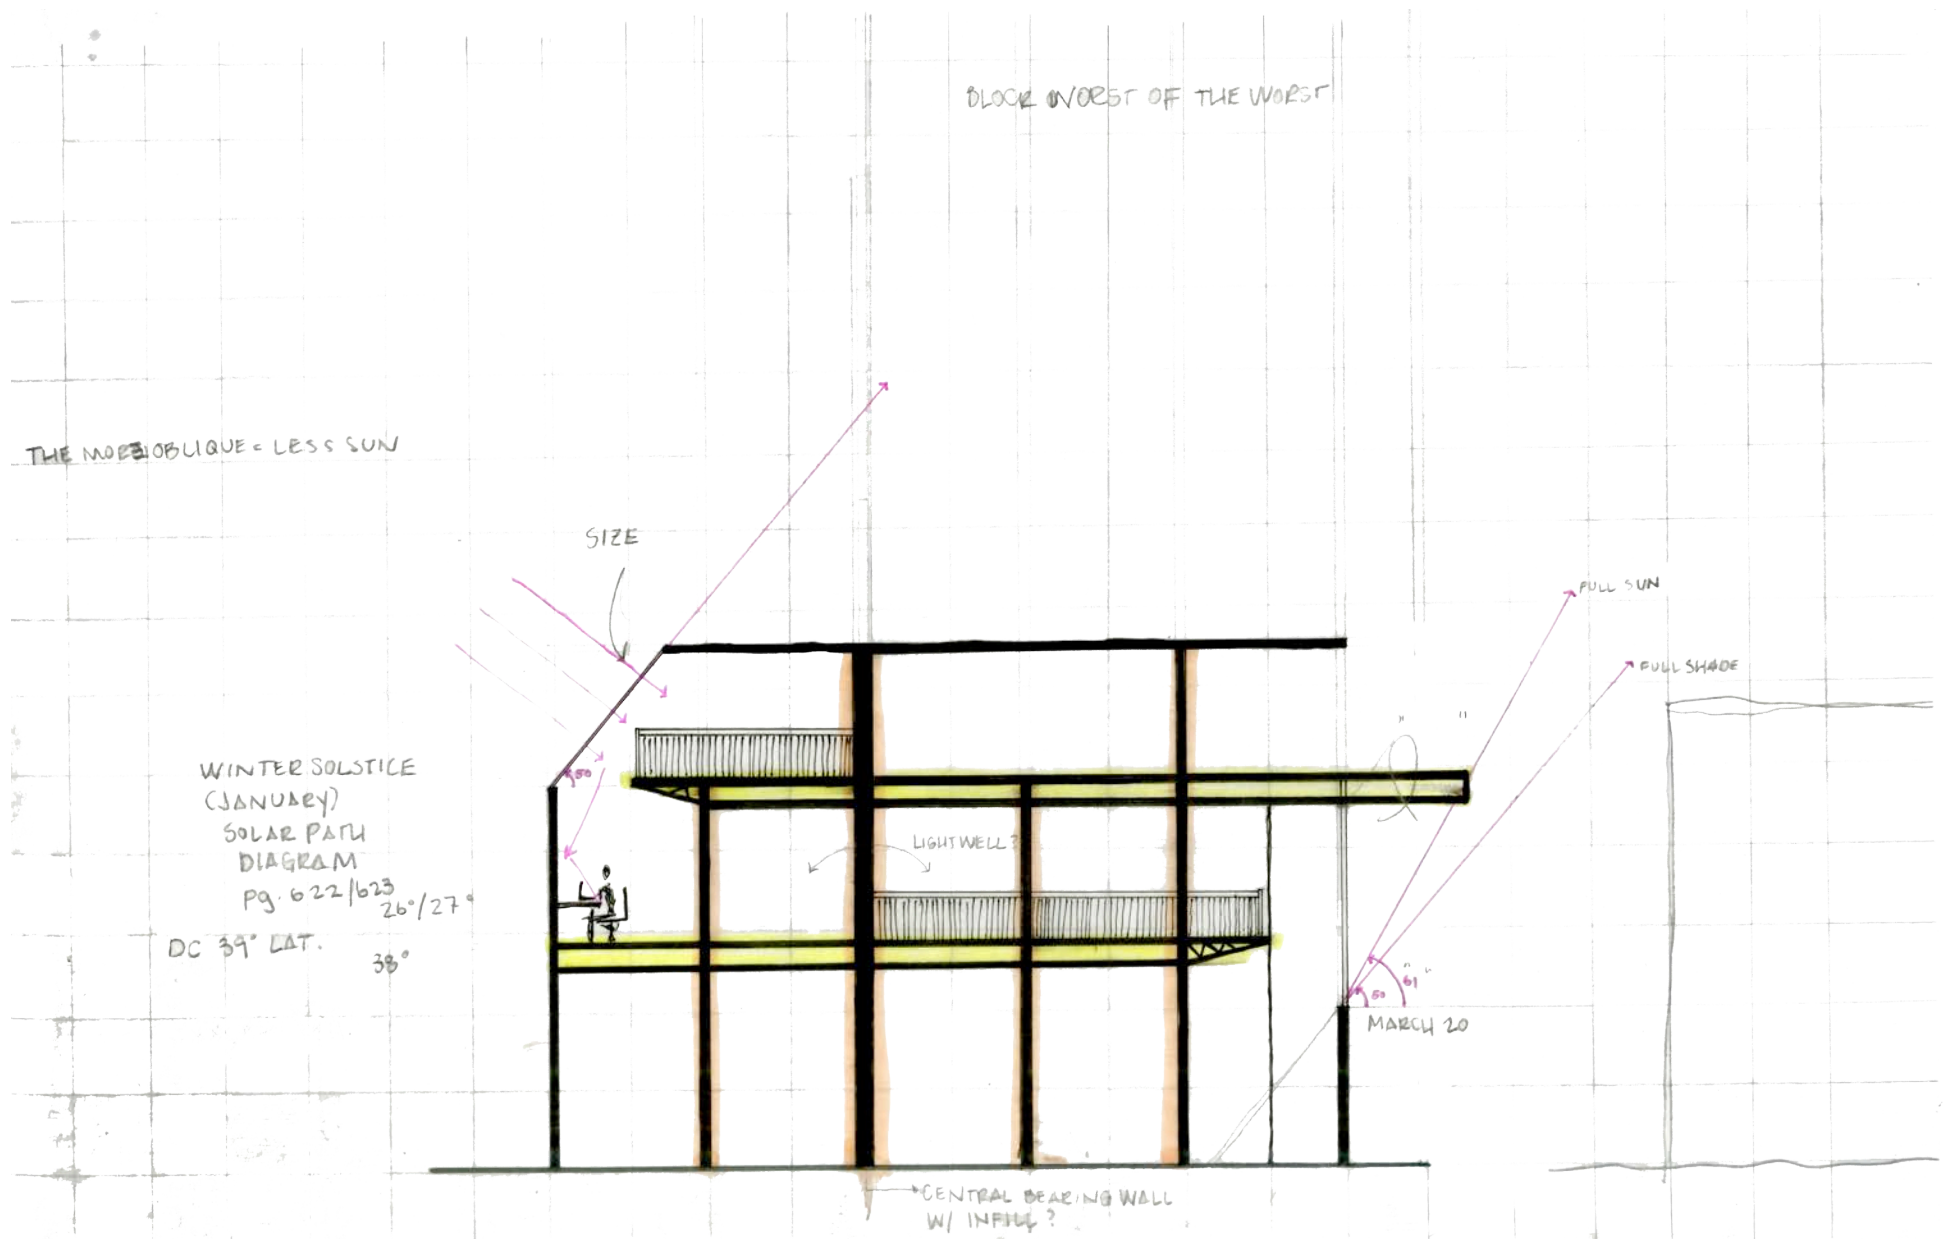 BLOCK WORST OF THE WORST
THE MORE OBLIQUE = LESS SUN
SIZE
FULL SUN
FULL SHADE
50
WINTER SOLSTICE
(JANUARY)
SOLAR PATH
DIAGRAM
pg. 622/623
26°/27°
DC 39° LAT.
38°
LIGHTWELL?
61
50
MARCH 20
CENTRAL BEARING WALL
W/ INFILL?